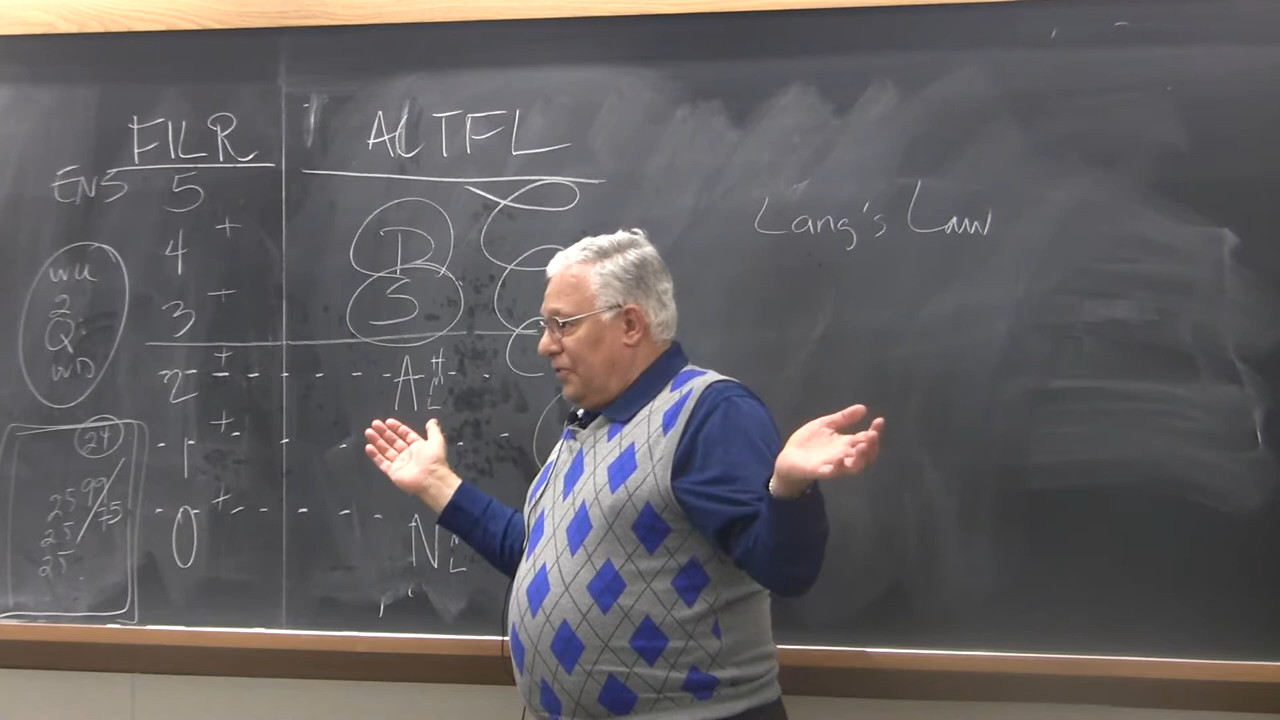 FILR
ENS 5
4 +
3 +
2 +
1 +
0 +
WU
2
Q
WD
24
25 99/75
25
25
ACTFL
D
S
A H
M
L
N
L
Lang's Law